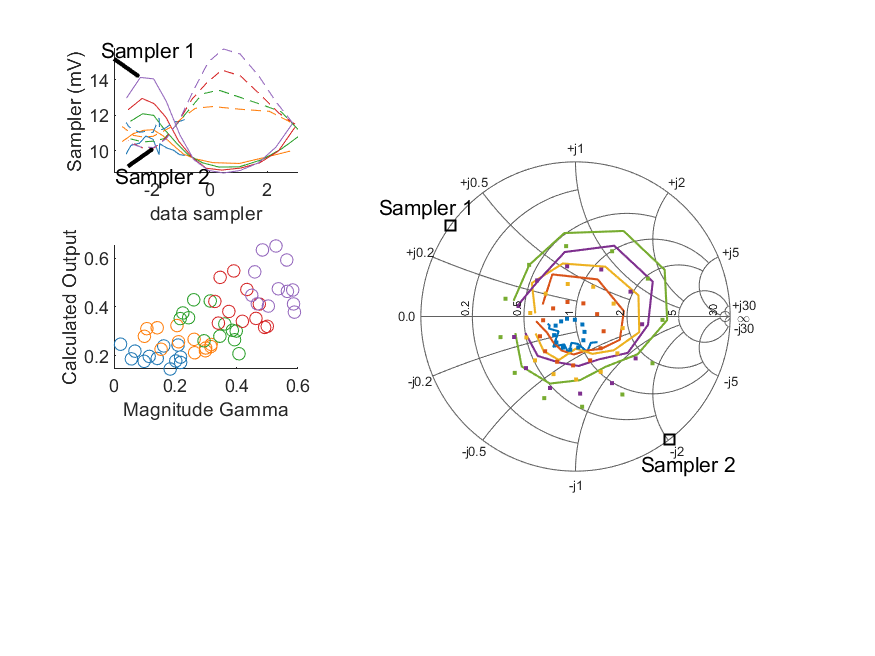 Sampler 1
Sampler (mV)
14
12
10
Sampler 2
-2
0
2
data sampler
Calculated Output
0.6
0.4
0.2
0
0.2
0.4
0.6
Magnitude Gamma
+j1
+j0.5
+j2
Sampler 1
+j0.2
+j5
0.0
0.2
0.5
1
2
5
30
+j30
∞
-j30
-j0.2
-j5
-j0.5
-j2
Sampler 2
-j1